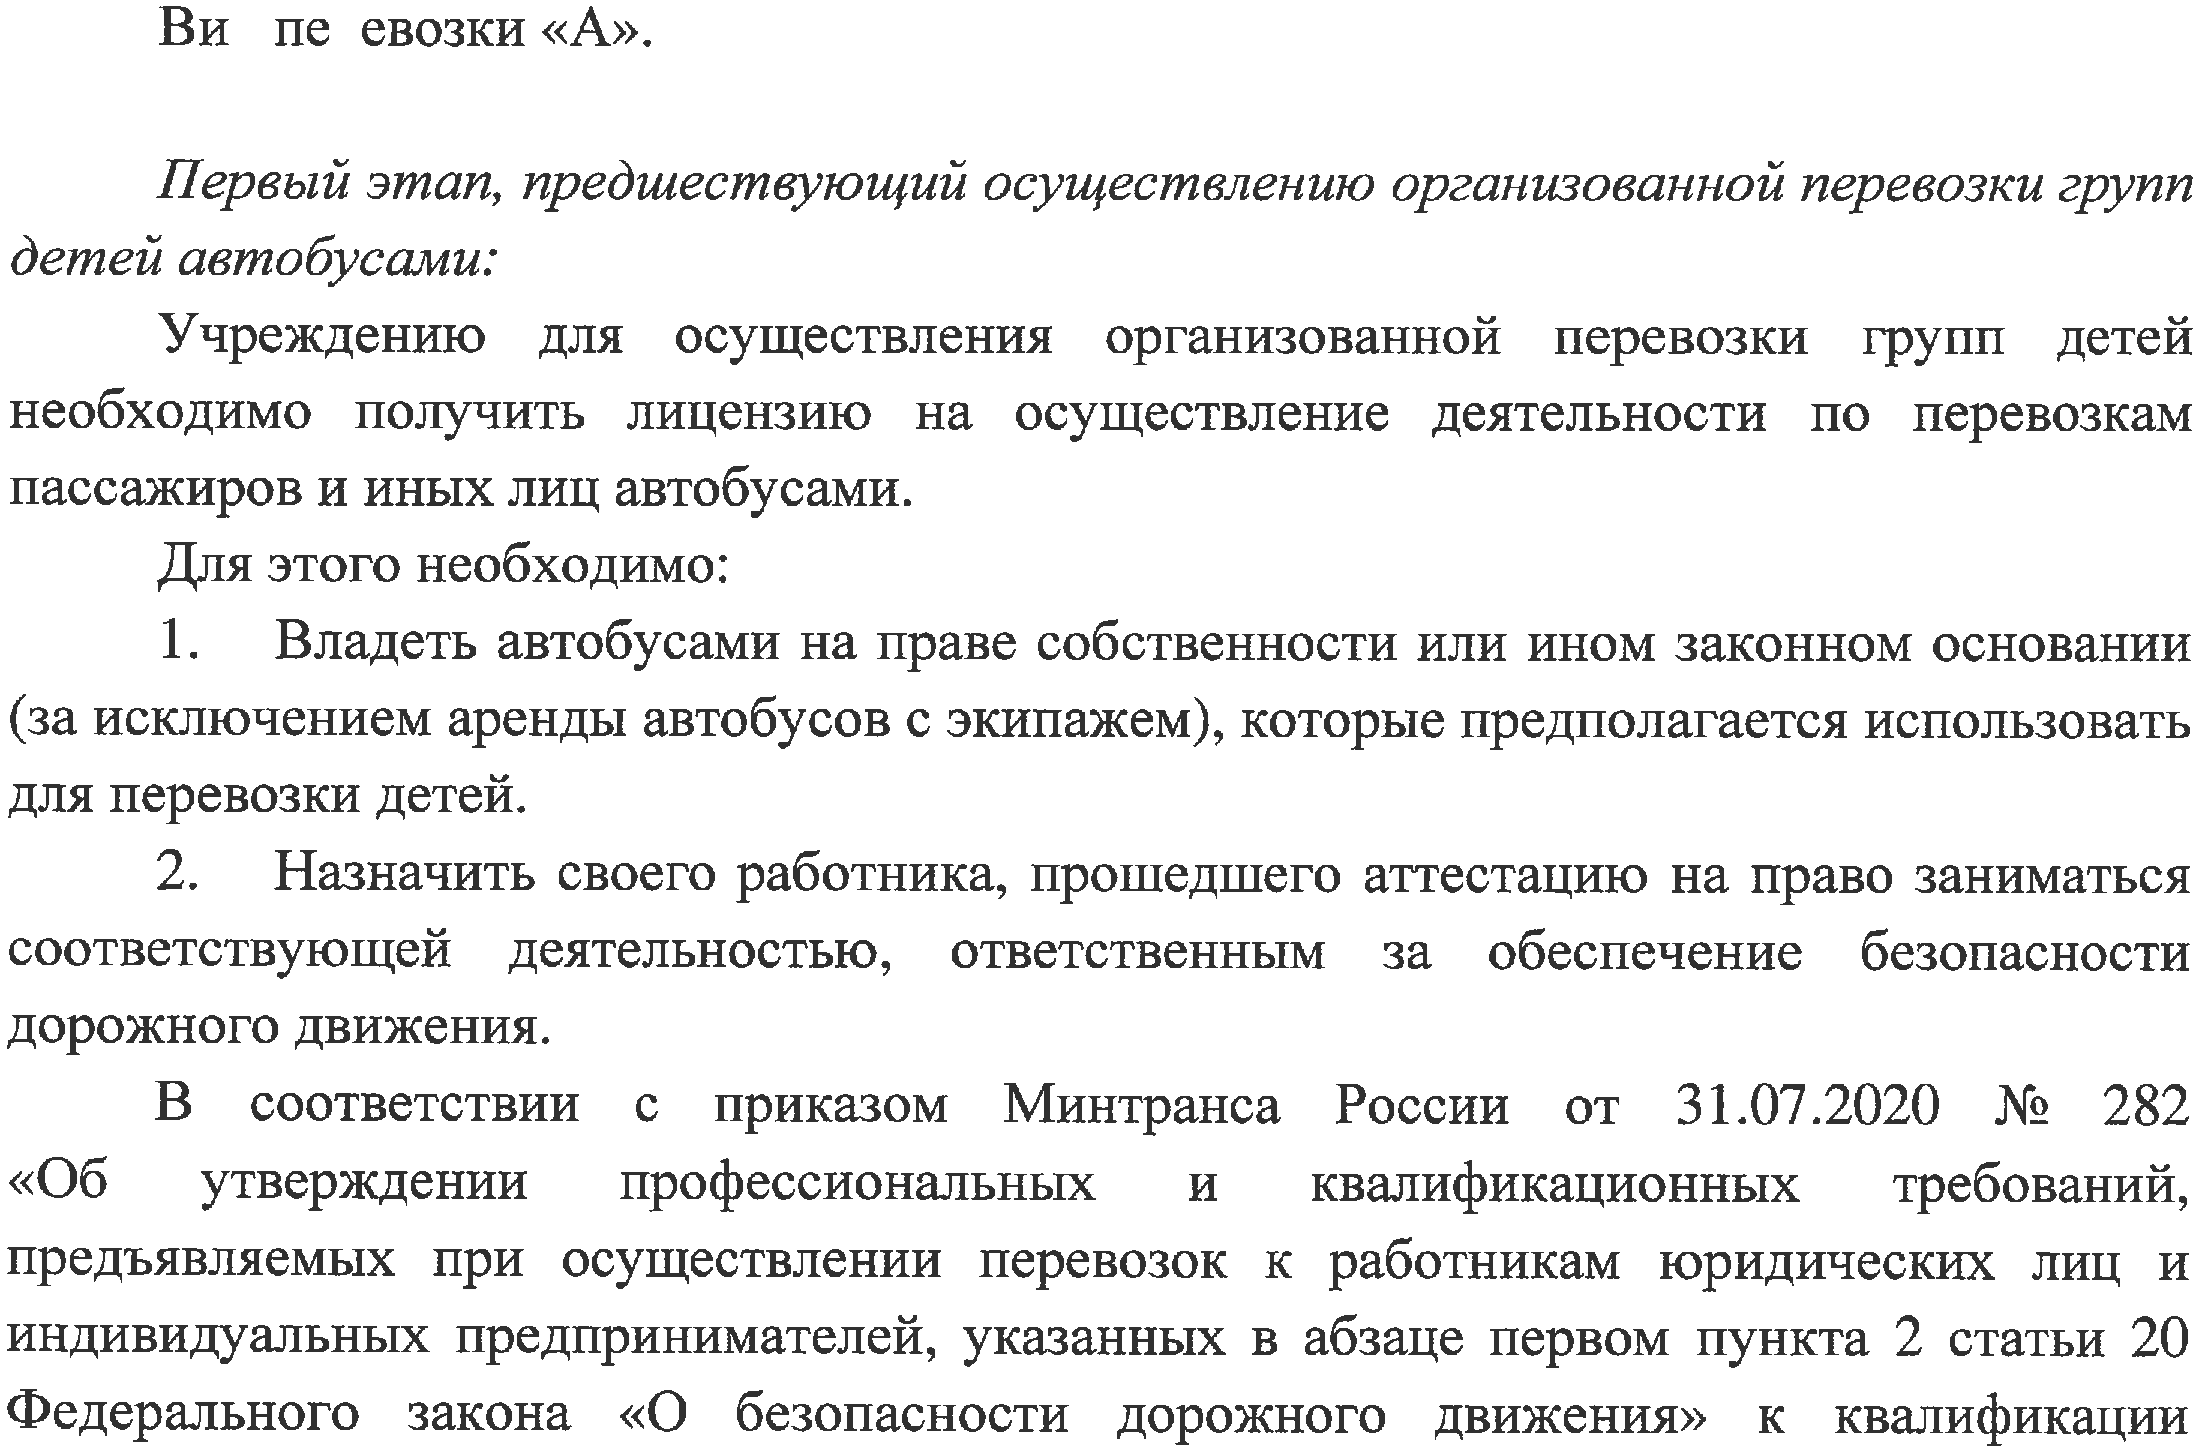 Ви пе евозки «А».
Первый этап, предшествующий осуществлению организованной перевозки групп
детей автобусами:
Учреждению для осуществления организованной перевозки групп детей
необходимо получить лицензию на осуществление деятельности по перевозкам
пассажиров и иных лиц автобусами.
Для этого необходимо:
1. Владеть автобусами на праве собственности или ином законном основании
(за исключением аренды автобусов с экипажем), которые предполагается использовать
для перевозки детей.
2. Назначить своего работника, прошедшего аттестацию на право заниматься
соответствующей деятельностью, ответственным за обеспечение безопасности
дорожного движения.
В соответствии с приказом Минтранса России от 31.07.2020 № 282
«Об утверждении профессиональных и квалификационных требований,
предъявляемых при осуществлении перевозок к работникам юридических лиц и
индивидуальных предпринимателей, указанных в абзаце первом пункта 2 статьи 20
Федерального закона «О безопасности дорожного движения» к квалификации